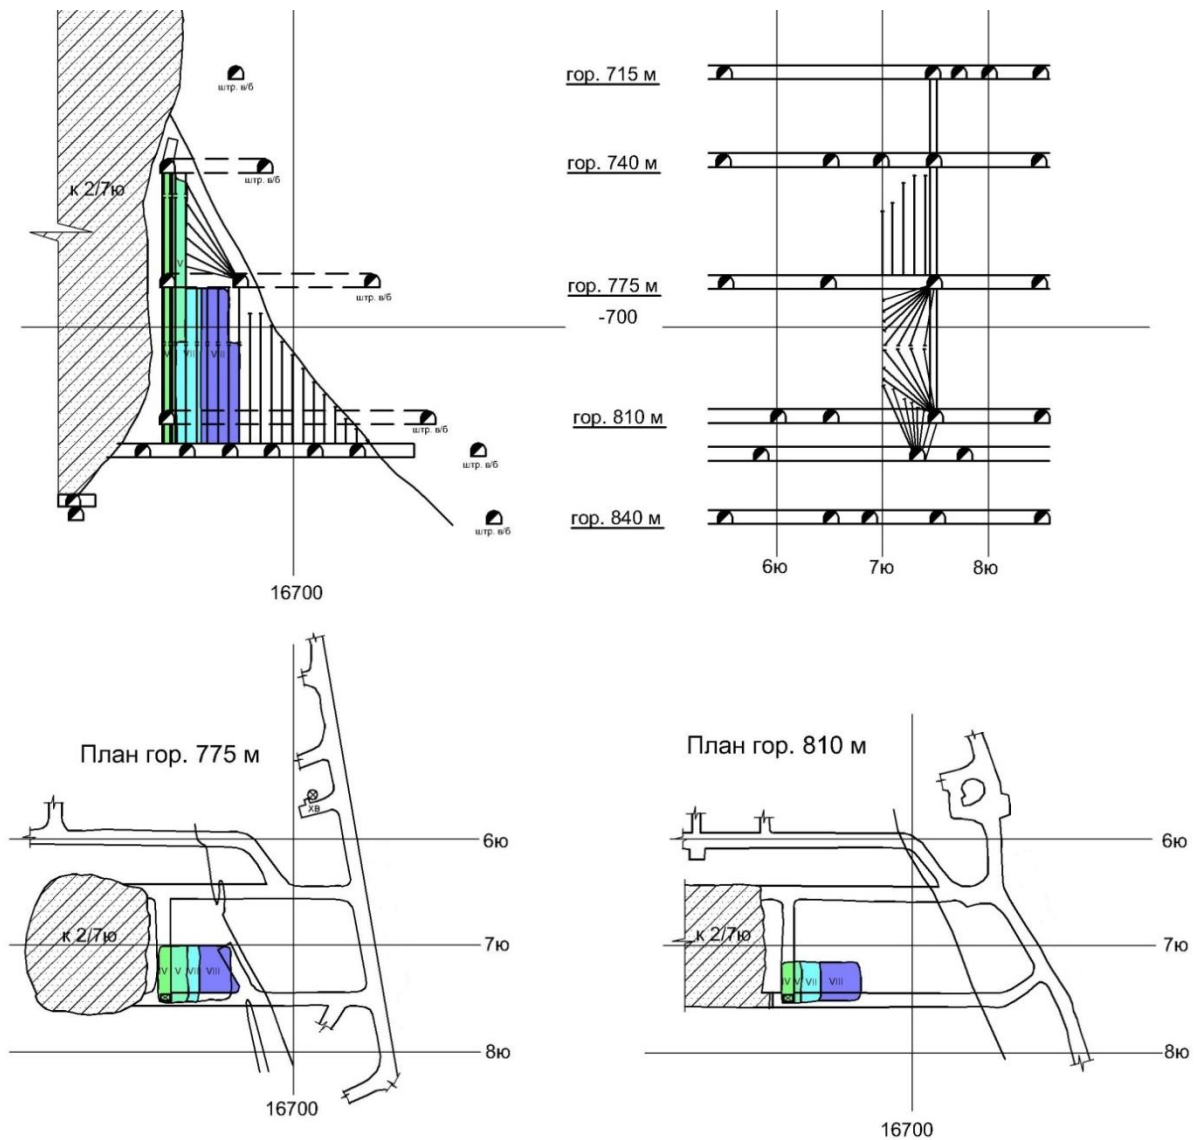 гор. 715 м
штр. в/б
гор. 740 м
штр. в/б
к 2/7ю
V
гор. 775 м
штр. в/б
-700
V
VII
VIII
гор. 810 м
штр. в/б
штр. в/б
гор. 840 м
штр. в/б
6ю
7ю
8ю
16700
План гор. 775 м
хв
6ю
к 2/7ю
7ю
IV
V
VII
VIII
8ю
16700
План гор. 810 м
6ю
к 2/7ю
7ю
IV
V
VII
VIII
8ю
16700